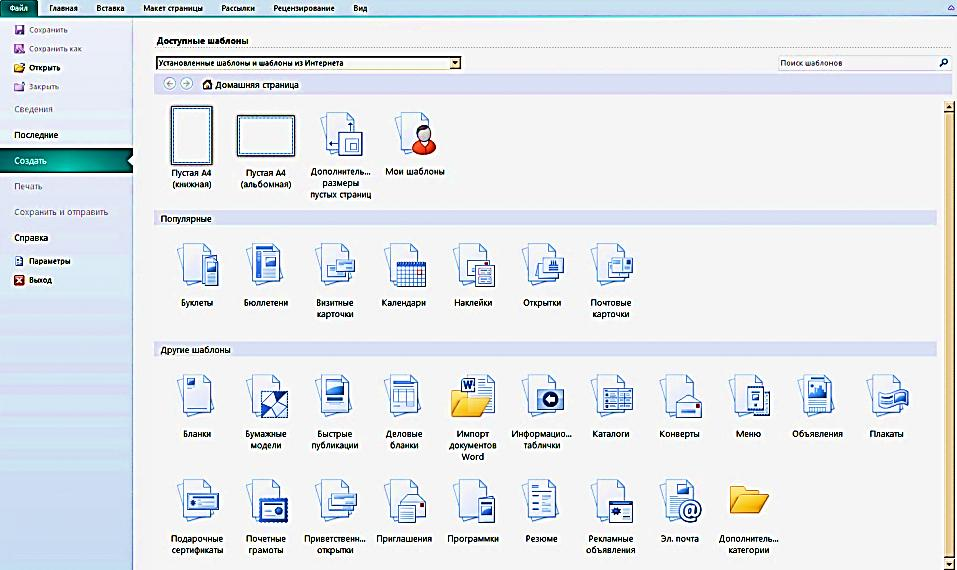 Файл Главная Вставка Макет страницы Рассылки Рецензирование Вид
Сохранить
Сохранить как
Открыть
Закрыть
Сведения
Последние
Создать
Печать
Сохранить и отправить
Справка
Параметры
Выход
Доступные шаблоны
Установленные шаблоны и шаблоны из Интернета
Поиск шаблонов
Домашняя страница
Пустая A4
(книжная)
Пустая A4
(альбомная)
Дополнитель...
размеры
пустых страниц
Мои шаблоны
Популярные
Буклеты
Бюллетени
Визитные
карточки
Календари
Наклейки
Открытки
Почтовые
карточки
Другие шаблоны
Бланки
Бумажные
модели
Быстрые
публикации
Деловые
бланки
Импорт
документов
Word
Информацио...
таблички
Каталоги
Конверты
Меню
Объявления
Плакаты
Подарочные
сертификаты
Почетные
грамоты
Приветственн...
открытки
Приглашения
Программки
Резюме
Рекламные
объявления
Эл. почта
Дополнитель...
категории